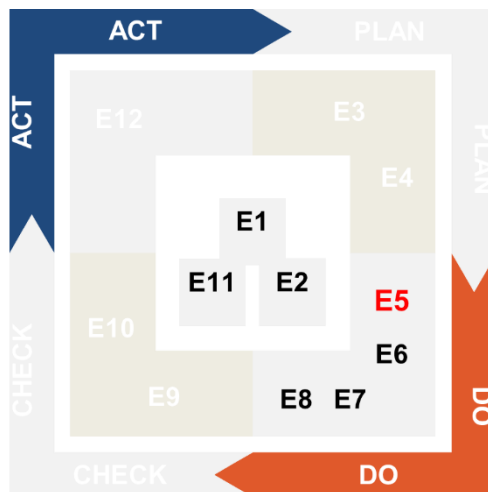 ACT PLAN
ACT
PLAN
E12 E3
E4
E1
E11 E2
E5
E10
E6
E9 E8 E7
CHECK
DO
CHECK DO